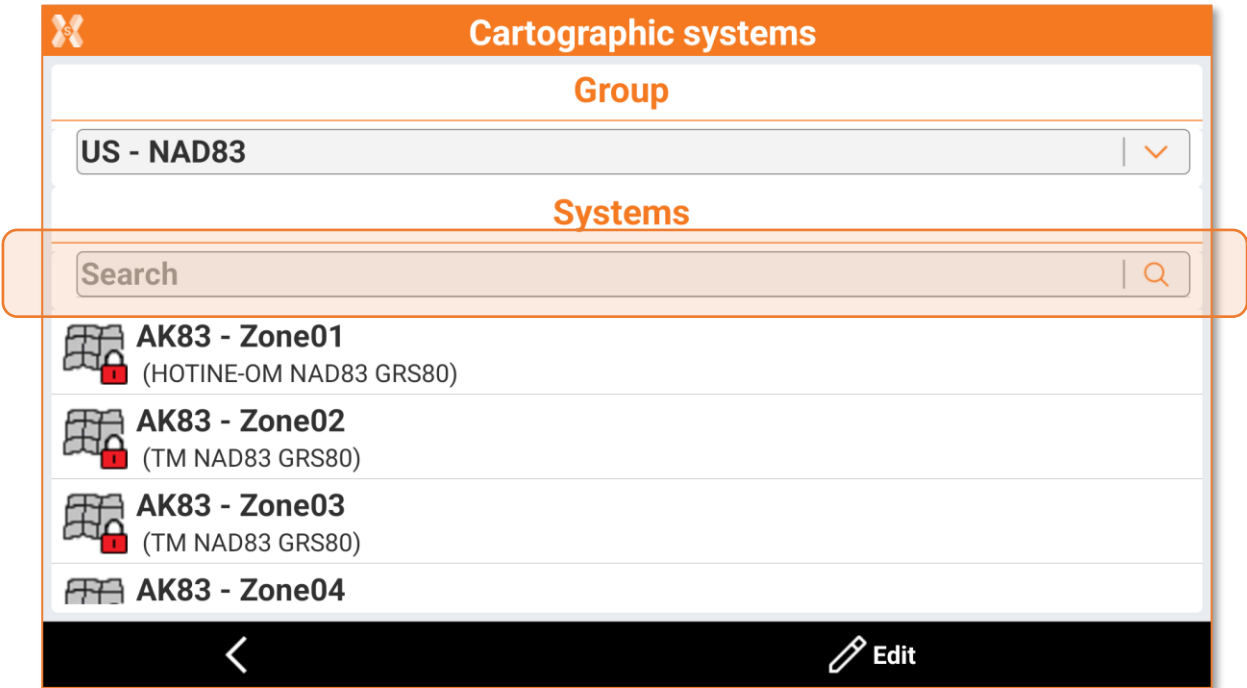 Cartographic systems
Group
US - NAD83
Systems
Search
AK83 - Zone01
(HOTINE-OM NAD83 GRS80)
AK83 - Zone02
(TM NAD83 GRS80)
AK83 - Zone03
(TM NAD83 GRS80)
AK83 - Zone04
Edit